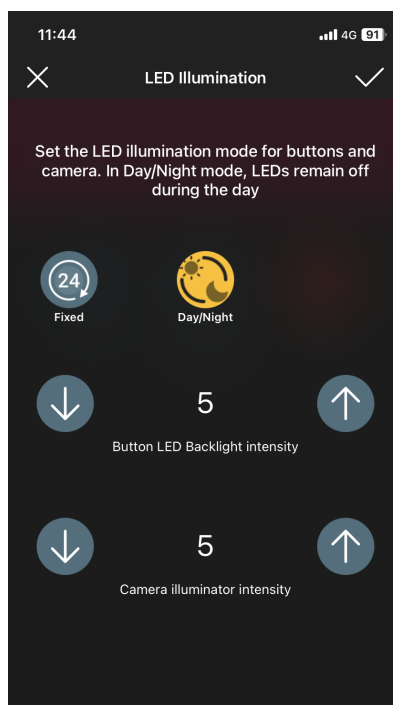 11:44
4G 91
LED Illumination
Set the LED illumination mode for buttons and
camera. In Day/Night mode, LEDs remain off
during the day
24
Fixed
Day/Night
5
Button LED Backlight intensity
5
Camera illuminator intensity